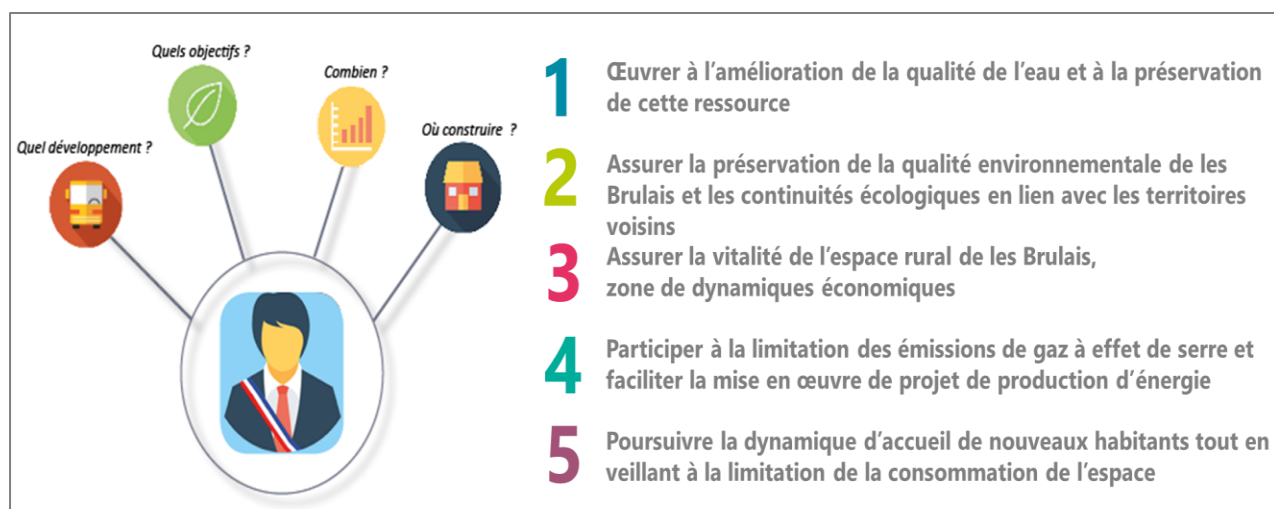 Quels objectifs ?
Combien ?
Où construire ?
Quel développement ?
1
Œuvrer à l'amélioration de la qualité de l'eau et à la préservation
de cette ressource
2
Assurer la préservation de la qualité environnementale de les
Brulais et les continuités écologiques en lien avec les territoires
voisins
3
Assurer la vitalité de l'espace rural de les Brulais,
zone de dynamiques économiques
4
Participer à la limitation des émissions de gaz à effet de serre et
faciliter la mise en œuvre de projet de production d'énergie
5
Poursuivre la dynamique d'accueil de nouveaux habitants tout en
veillant à la limitation de la consommation de l'espace